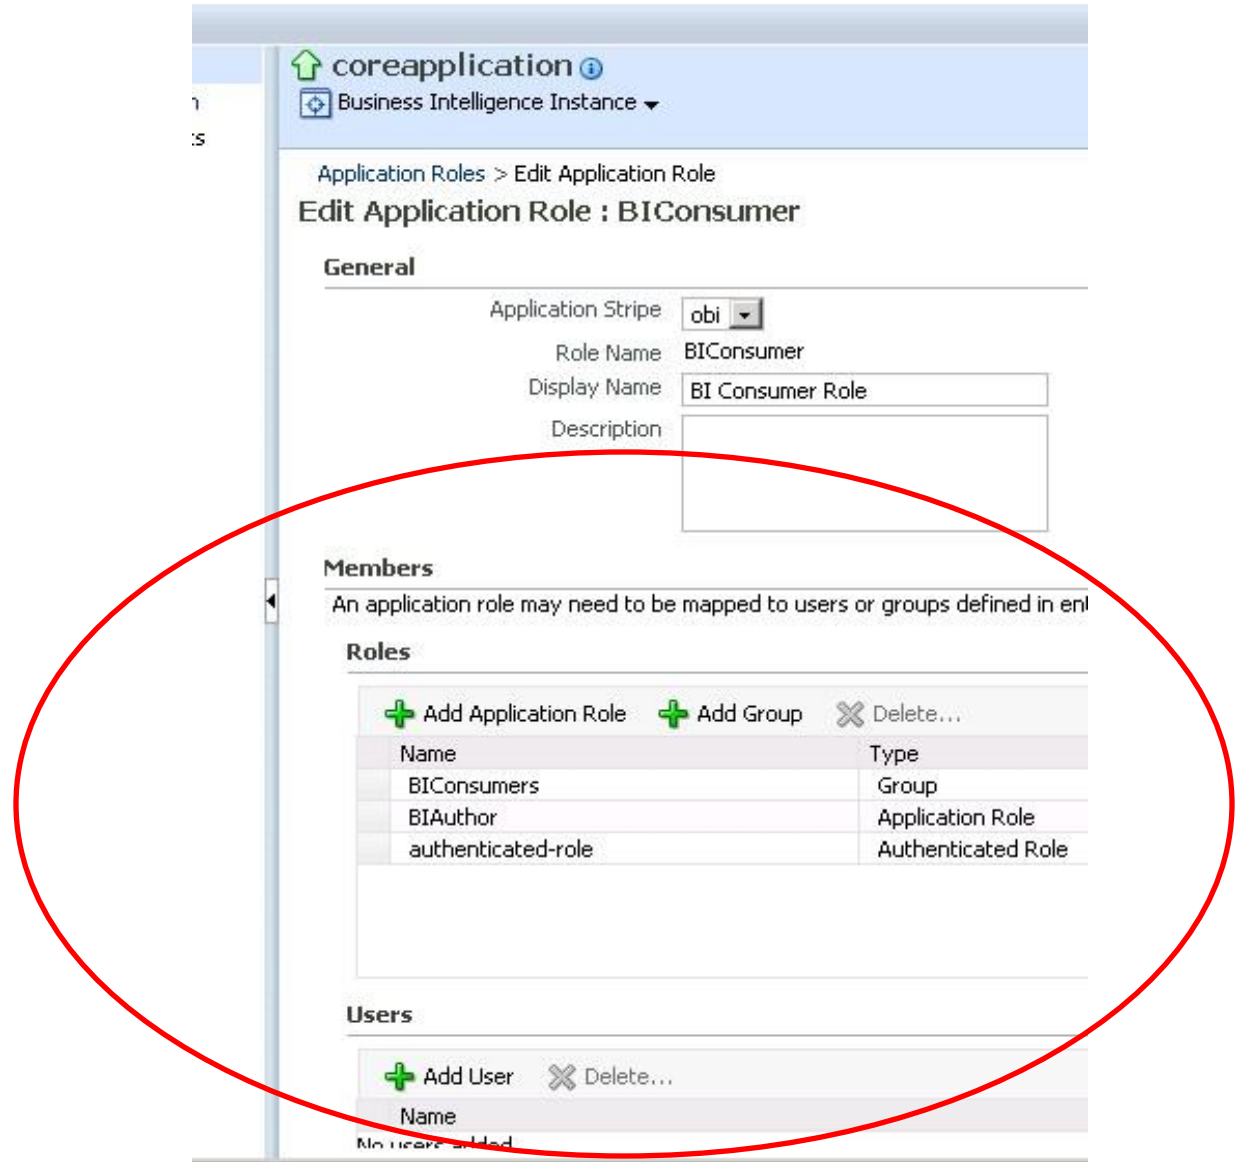 coreapplication
Business Intelligence Instance
Application Roles > Edit Application Role
Edit Application Role : BIConsumer
General
Application Stripe obi
Role Name BIConsumer
Display Name BI Consumer Role
Description
Members
An application role may need to be mapped to users or groups defined in
Roles
Add Application Role Add Group Delete...
Name Type
BIConsumers Group
BIAuthor Application Role
authenticated-role Authenticated Role
Users
Add User Delete...
Name
No users added